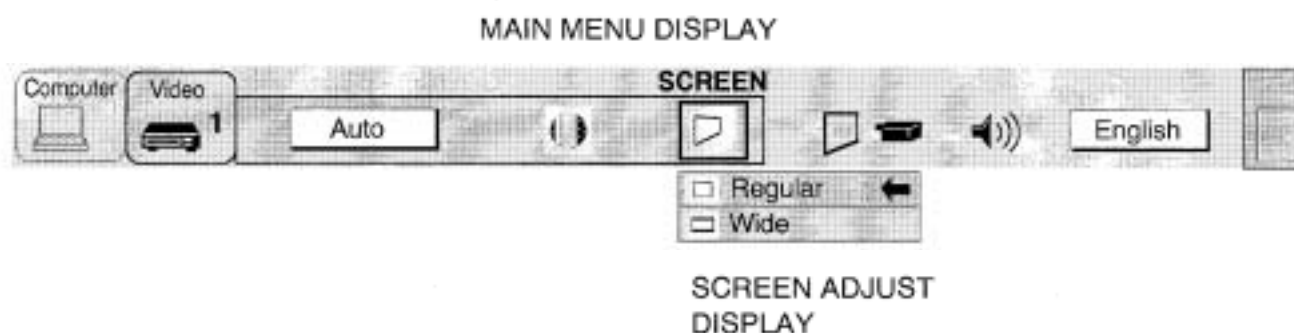 MAIN MENU DISPLAY
SCREEN
Computer Video
1 Auto English
Regular
Wide
SCREEN ADJUST
DISPLAY